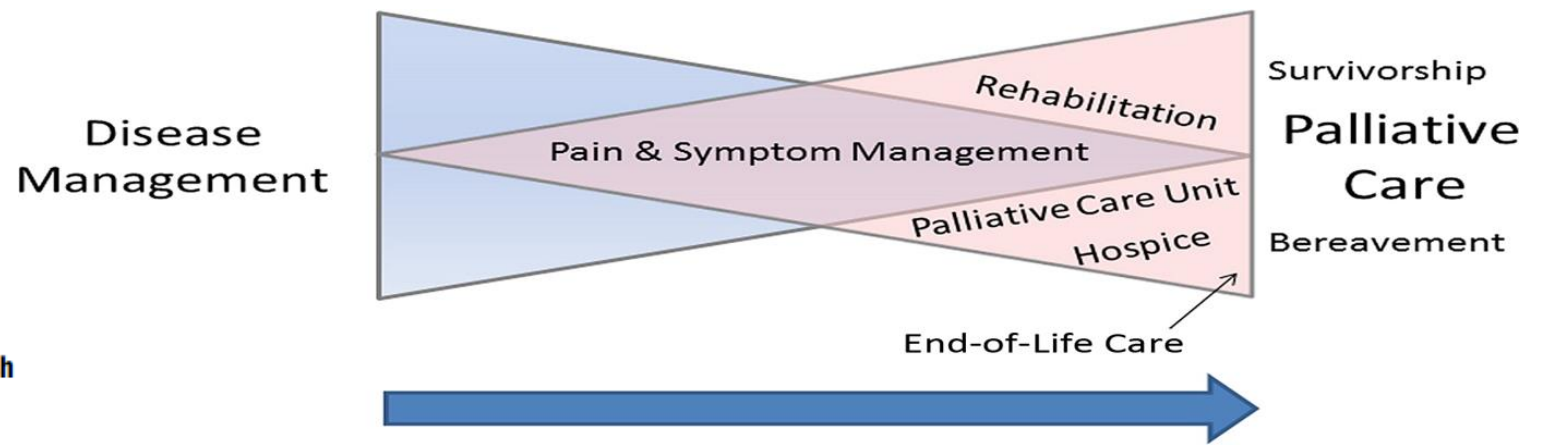 Disease
Management
Pain & Symptom Management
Rehabilitation
Palliative Care Unit
Hospice
End-of-Life Care
Survivorship
Palliative
Care
Bereavement
h